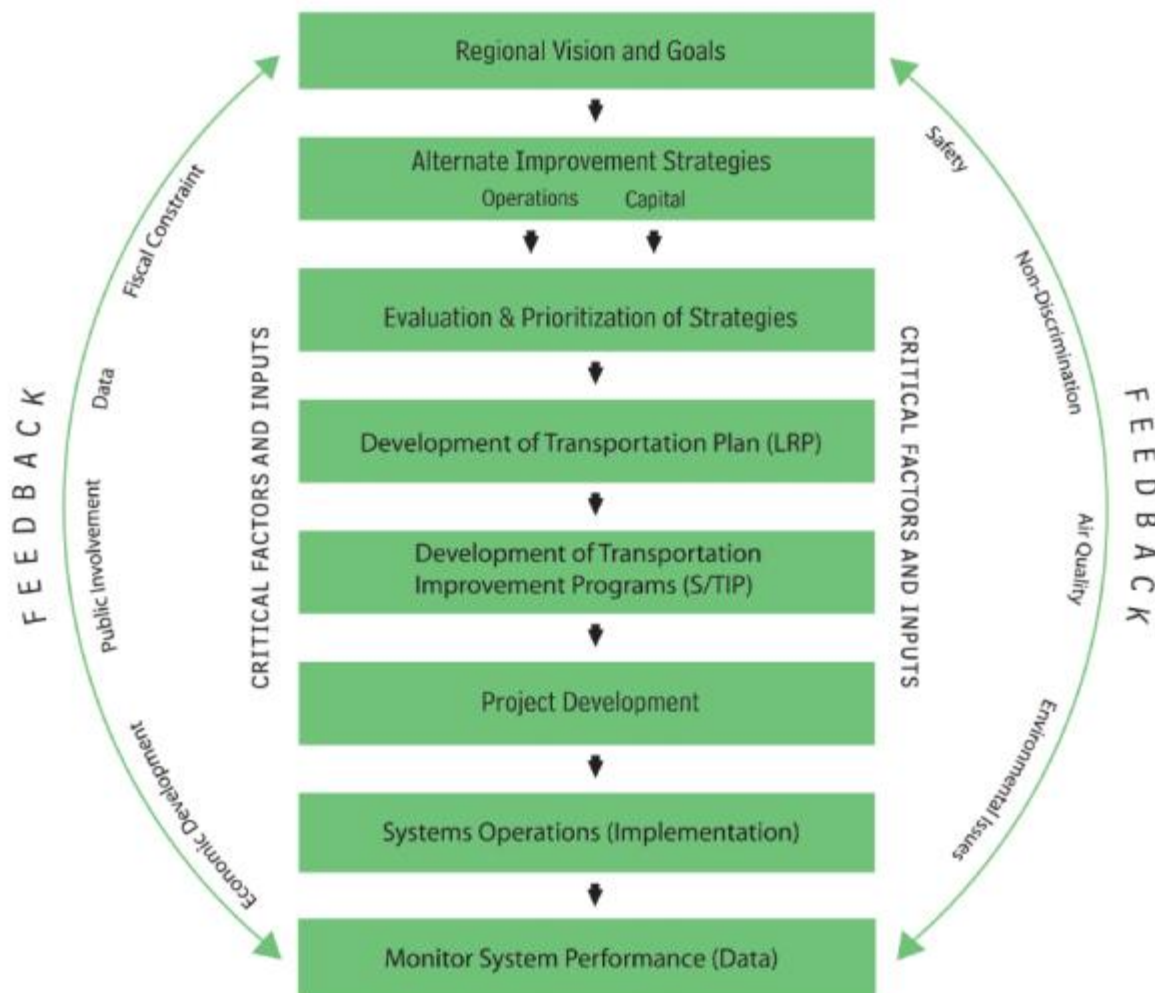 Regional Vision and Goals
Alternate Improvement Strategies
Operations Capital
Evaluation & Prioritization of Strategies
Development of Transportation Plan (LRP)
Development of Transportation
Improvement Programs (S/TIP)
Project Development
Systems Operations (Implementation)
Monitor System Performance (Data)
FEEDBACK
Fiscal Constraint
Data
Public Involvement
Economic Development
CRITICAL FACTORS AND INPUTS
CRITICAL FACTORS AND INPUTS
Safety
Non-Discrimination
Air Quality
Environmental Issues
FEEDBACK